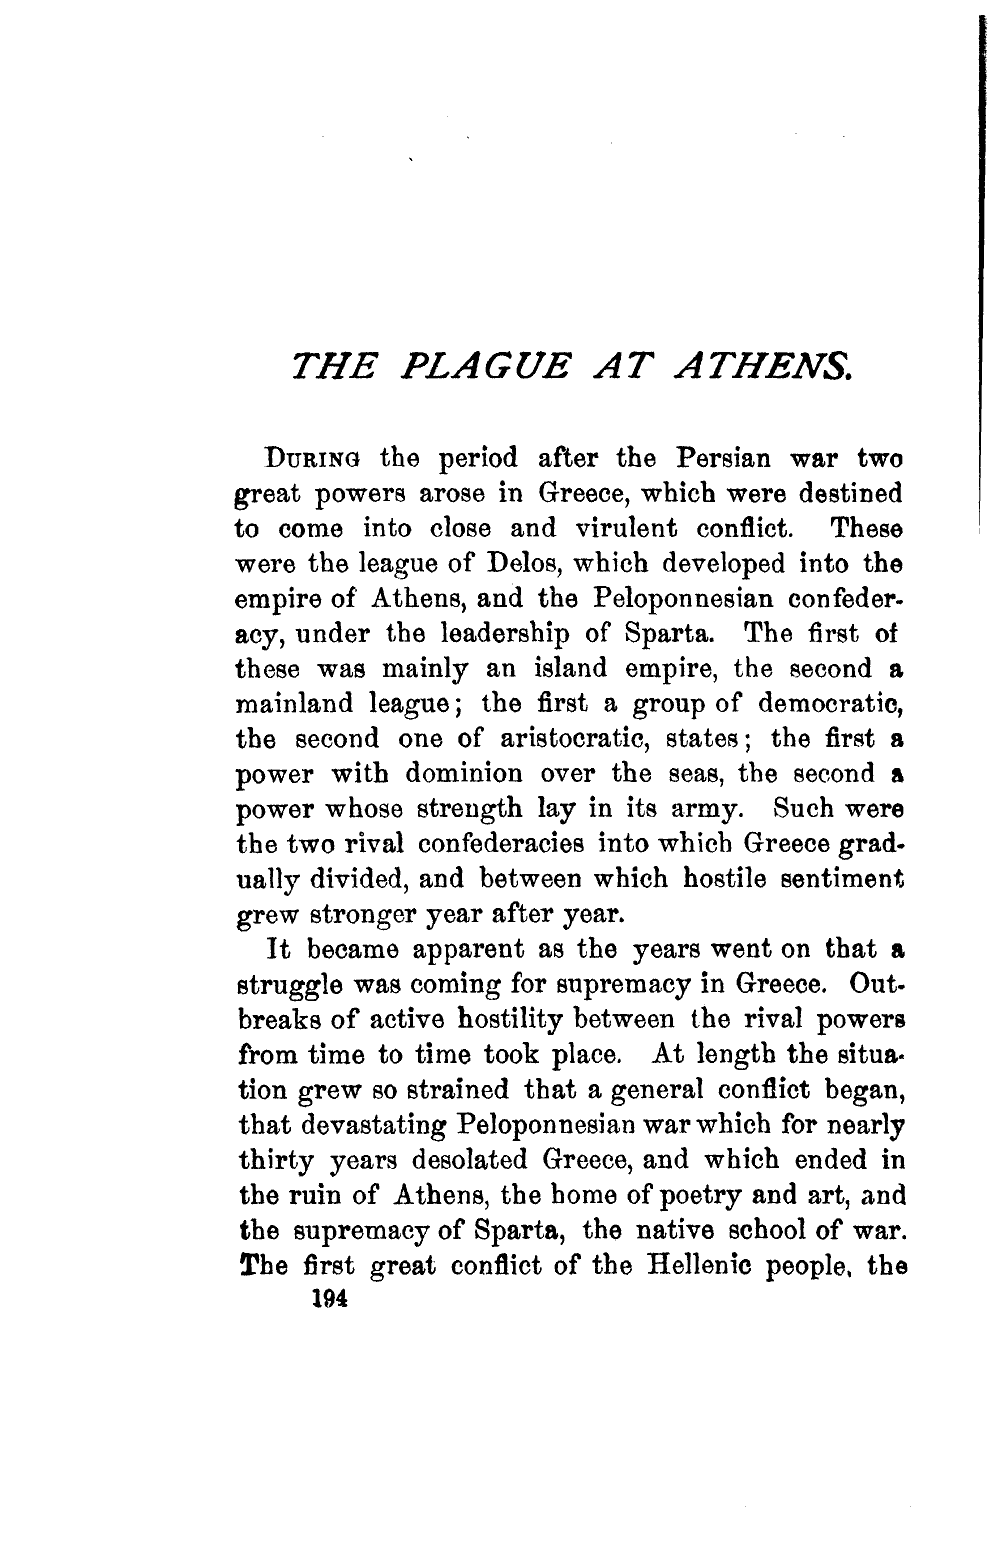 THE PLAGUE AT ATHENS.
DURING the period after the Persian war two
great powers arose in Greece, which were destined
to come into close and virulent conflict. These
were the league of Delos, which developed into the
empire of Athens, and the Peloponnesian confeder-
acy, under the leadership of Sparta. The first of
these was mainly an island empire, the second a
mainland league; the first a group of democratic,
the second one of aristocratic, states; the first a
power with dominion over the seas, the second a
power whose strength lay in its army. Such were
the two rival confederacies into which Greece grad-
ually divided, and between which hostile sentiment
grew stronger year after year.
It became apparent as the years went on that a
struggle was coming for supremacy in Greece. Out-
breaks of active hostility between the rival powers
from time to time took place. At length the situa-
tion grew so strained that a general conflict began,
that devastating Peloponnesian war which for nearly
thirty years desolated Greece, and which ended in
the ruin of Athens, the home of poetry and art, and
the supremacy of Sparta, the native school of war.
The first great conflict of the Hellenic people, the
194